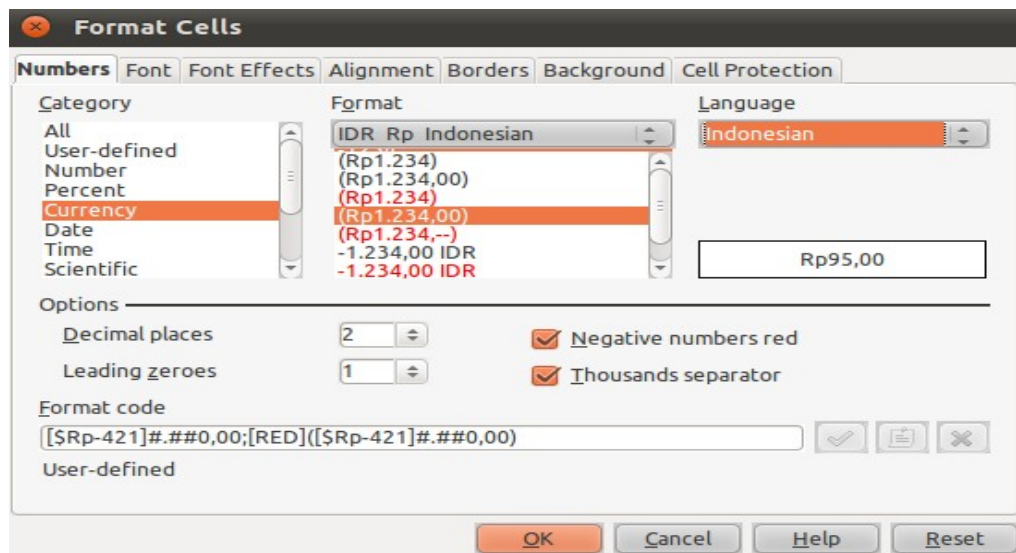 Format Cells
Numbers Font Font Effects Alignment Borders Background Cell Protection
Category
All
User-defined
Number
Percent
Currency
Date
Time
Scientific
Format
IDR Rp Indonesian
(Rp1.234)
(Rp1.234,00)
(Rp1.234)
(Rp1.234,00)
(Rp1.234,--)
-1.234,00 IDR
-1.234,00 IDR
Language
Indonesian
Rp95,00
Options
Decimal places 2
Negative numbers red
Leading zeroes 1
Thousands separator
Format code
[$Rp-421]#.##0,00;[RED]([$Rp-421]#.##0,00)
User-defined
OK Cancel Help Reset